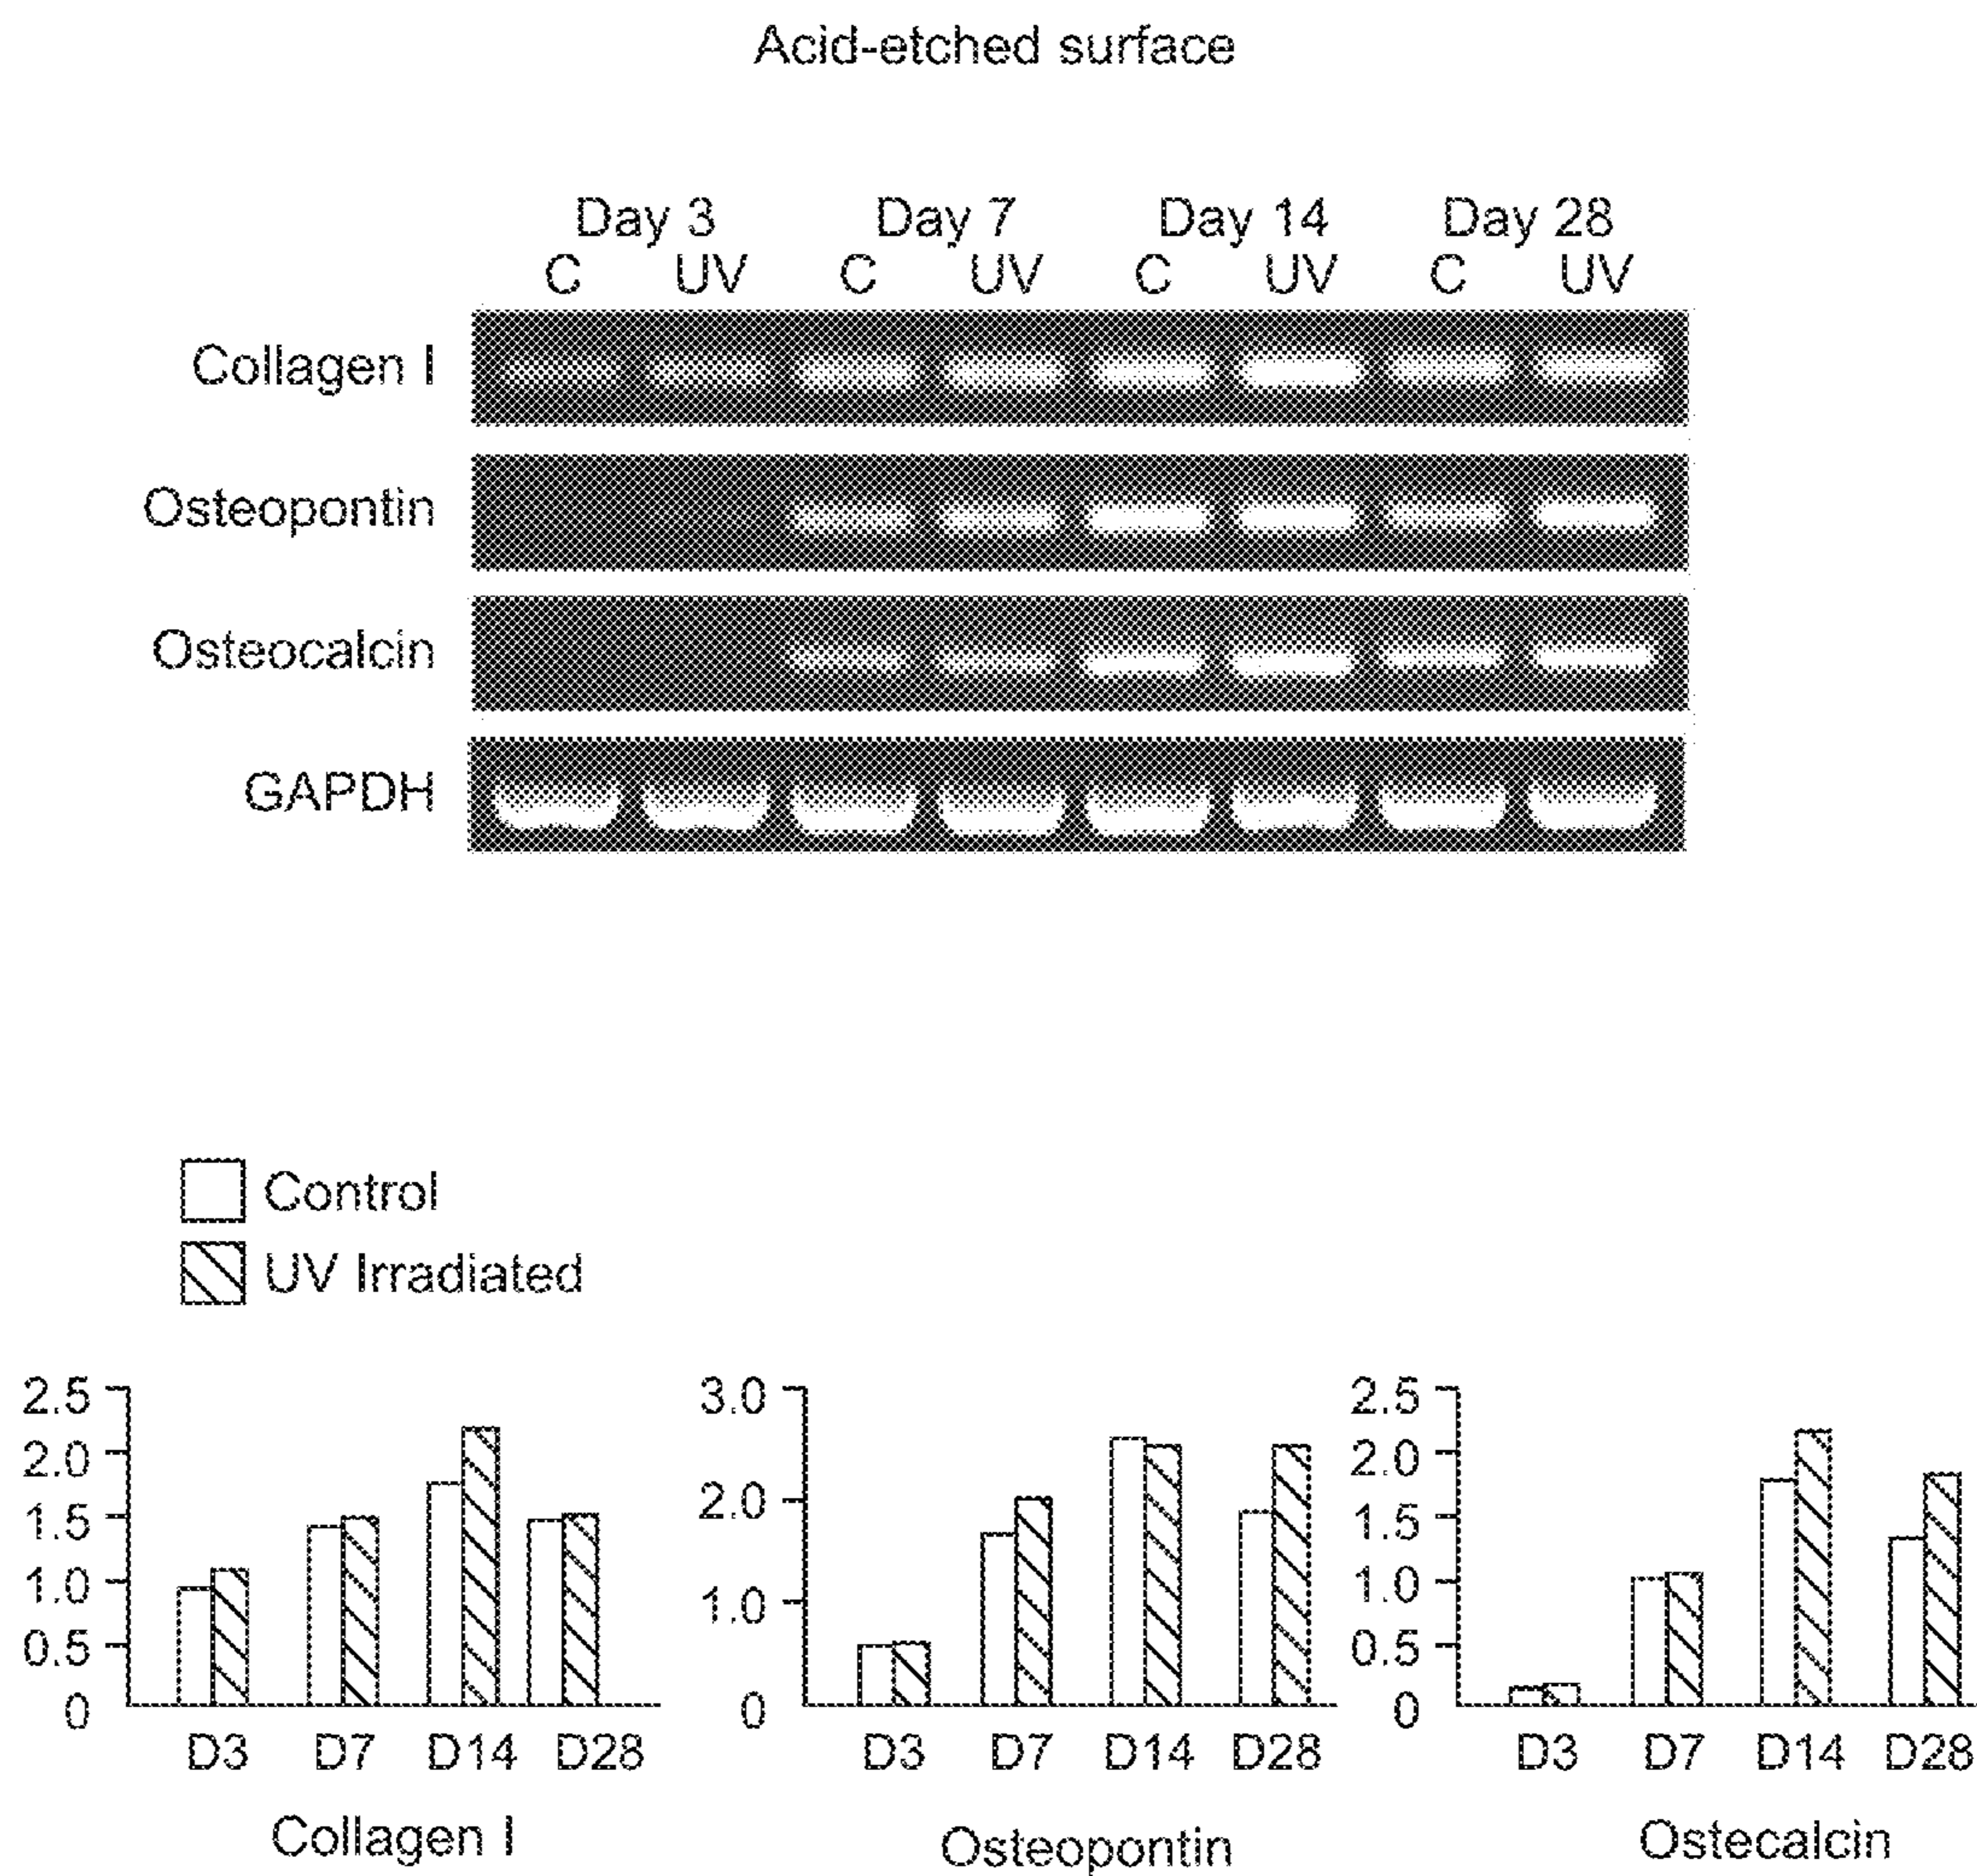 Acid-etched surface
Day 3 Day 7 Day 14 Day 28
C UV C UV C UV C UV
Collagen I
Osteopontin
Osteocalcin
GAPDH
Control
UV Irradiated
2.5
2.0
1.5
1.0
0.5
0
D3 D7 D14 D28
Collagen I
3.0
2.0
1.0
0
D3 D7 D14 D28
Osteopontin
2.5
2.0
1.5
1.0
0.5
0
D3 D7 D14 D28
Ostecalcin